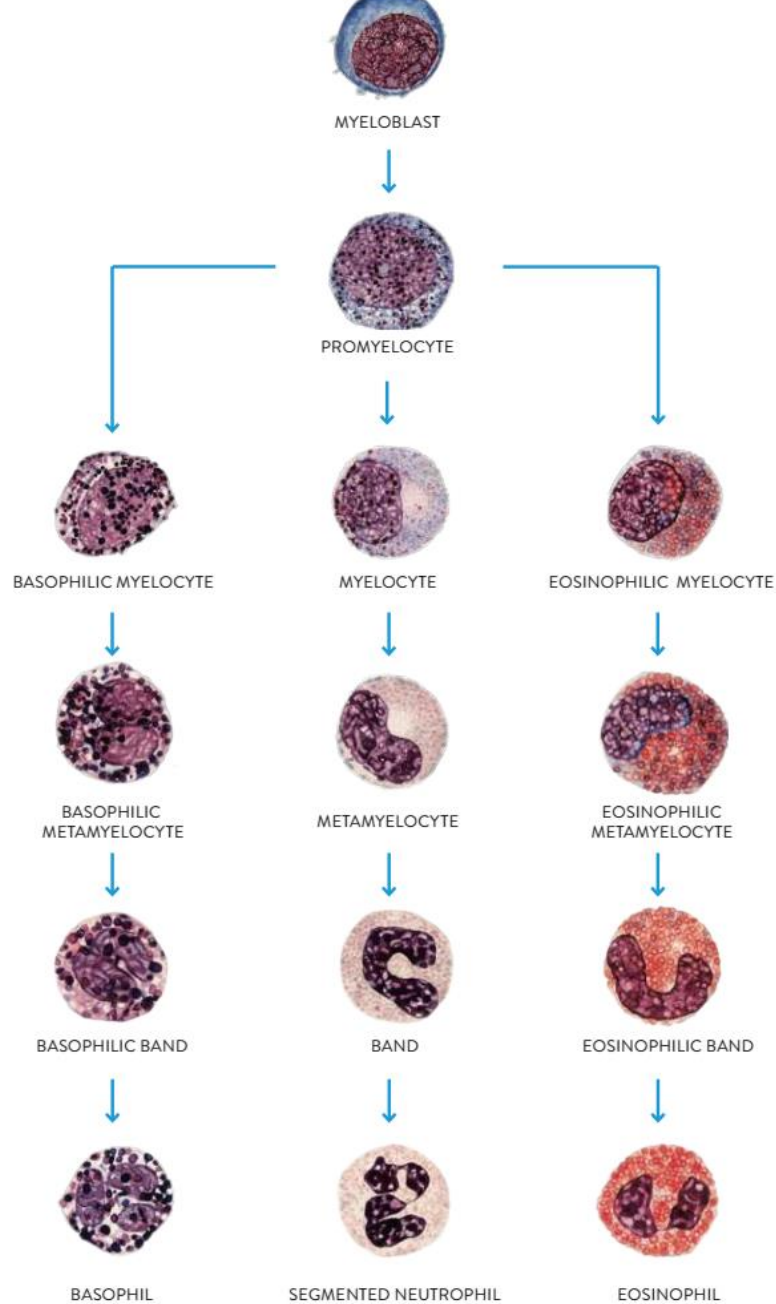 MYELOBLAST
PROMYELOCYTE
BASOPHILIC MYELOCYTE
MYELOCYTE
EOSINOPHILIC MYELOCYTE
BASOPHILIC
METAMYELOCYTE
METAMYELOCYTE
EOSINOPHILIC
METAMYELOCYTE
BASOPHILIC BAND
BAND
EOSINOPHILIC BAND
BASOPHIL
SEGMENTED NEUTROPHIL
EOSINOPHIL